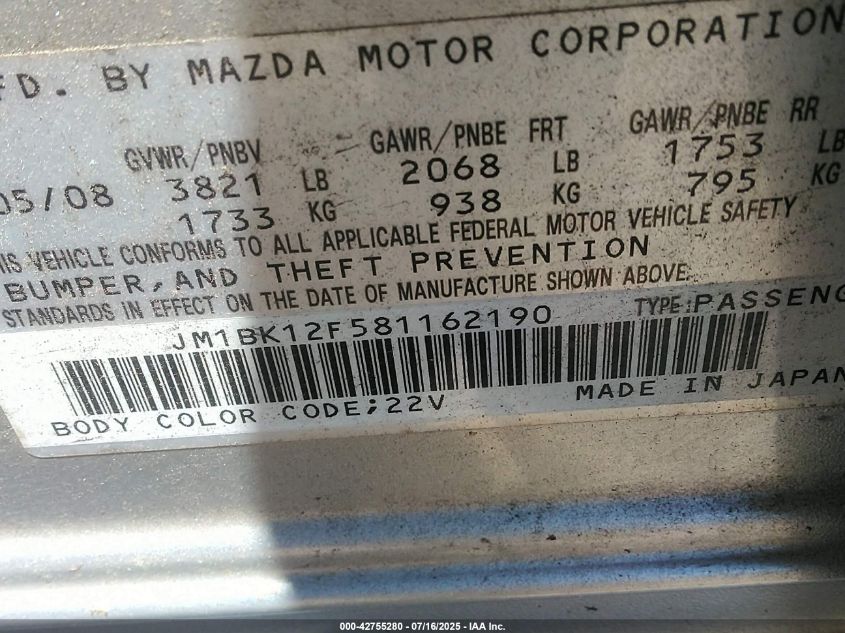 FD. BY MAZDA MOTOR CORPORATION
GVWR/PNBV GAWR/PNBE FRT GAWR/PNBE RR
05/08 3821 LB 2068 LB 1753 LB
1733 KG 938 KG 795 KG
IS VEHICLE CONFORMS TO ALL APPLICABLE FEDERAL MOTOR VEHICLE SAFETY
BUMPER, AND THEFT PREVENTION
STANDARDS IN EFFECT ON THE DATE OF MANUFACTURE SHOWN ABOVE.
JM1BK12F581162190 TYPE:PASSENG
BODY COLOR CODE;22V MADE IN JAPAN
000-42755280 - 07/16/2025 - IAA Inc.